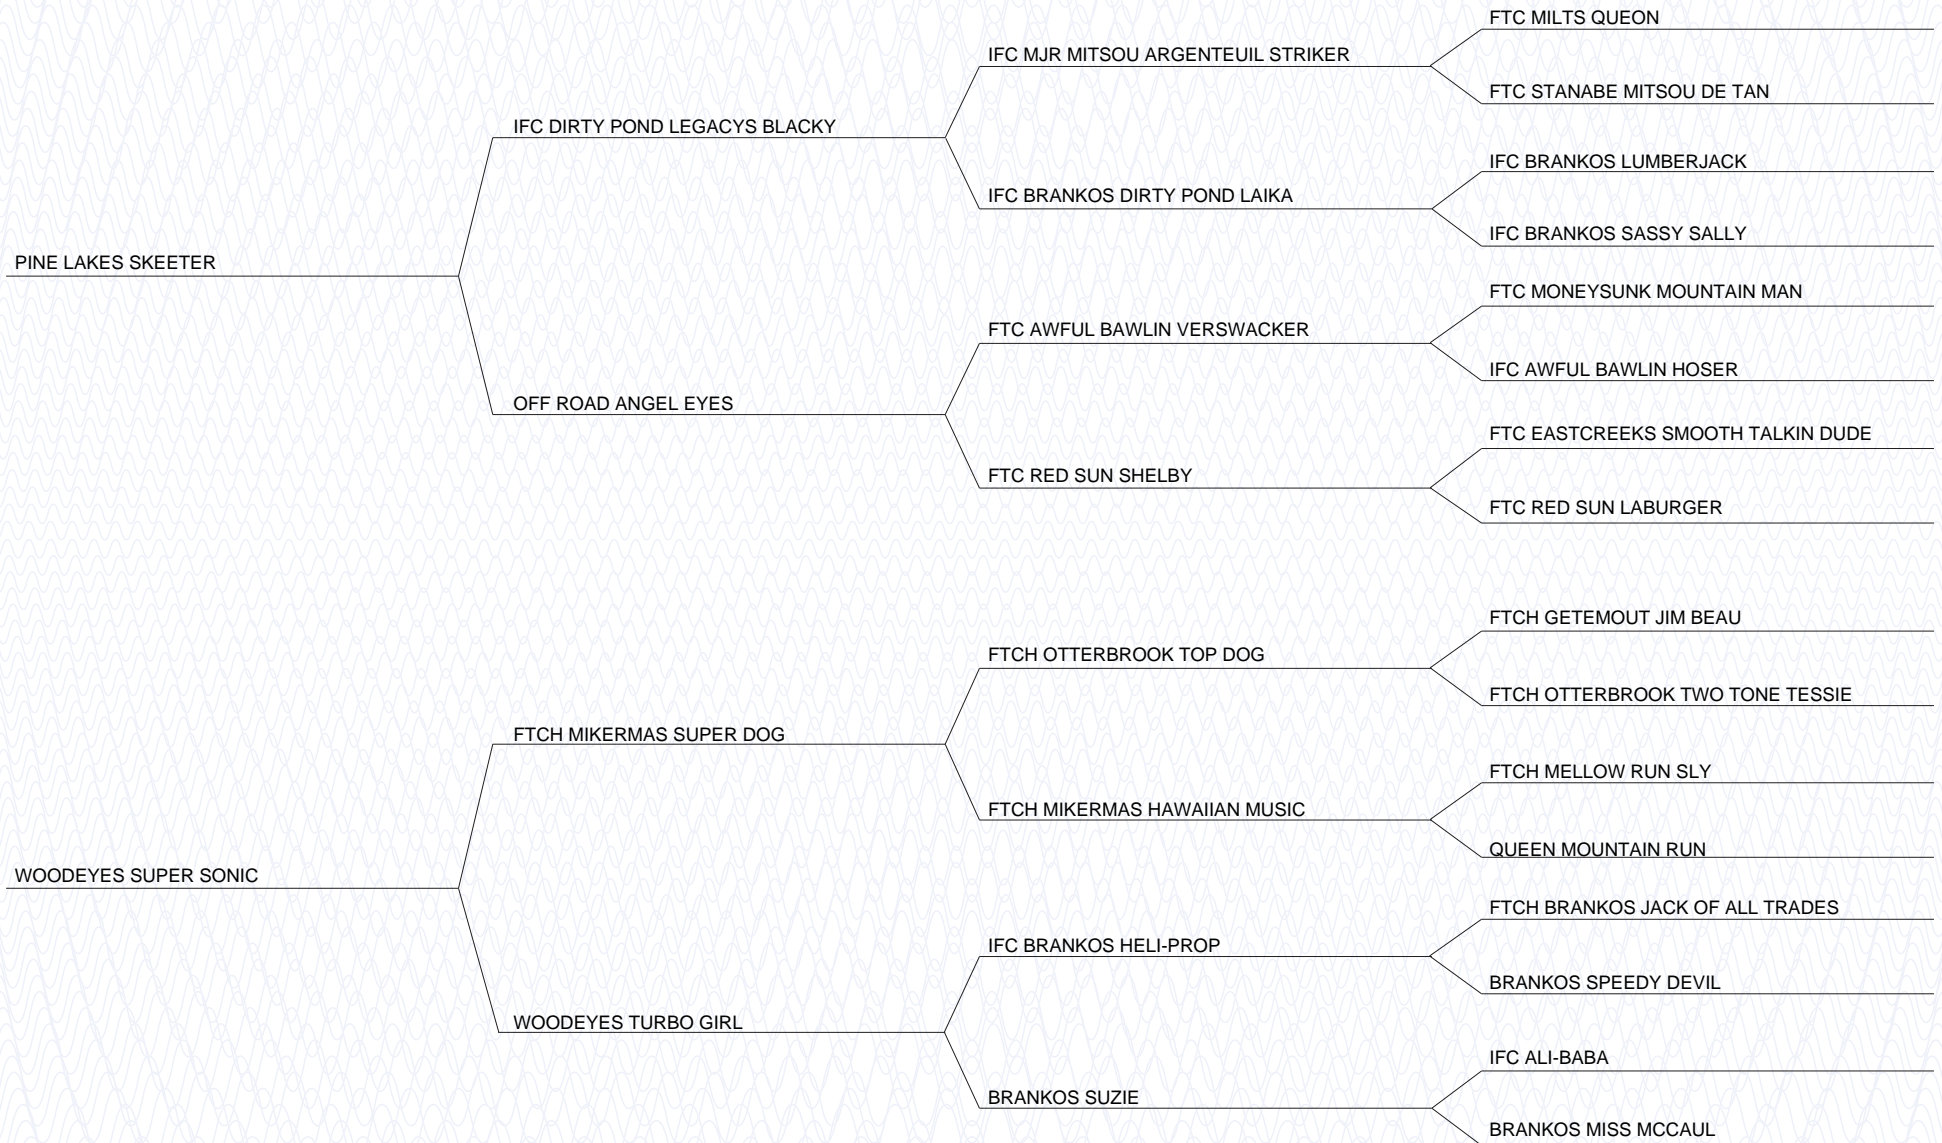 FTC MILTS QUEON
IFC MJR MITSOU ARGENTEUIL STRIKER
FTC STANABE MITSOU DE TAN
IFC DIRTY POND LEGACYS BLACKY
IFC BRANKOS LUMBERJACK
IFC BRANKOS DIRTY POND LAIKA
IFC BRANKOS SASSY SALLY
PINE LAKES SKEETER
FTC MONEYSUNK MOUNTAIN MAN
FTC AWFUL BAWLIN VERSWACKER
IFC AWFUL BAWLIN HOSER
OFF ROAD ANGEL EYES
FTC EASTCREEKS SMOOTH TALKIN DUDE
FTC RED SUN SHELBY
FTC RED SUN LABURGER
FTCH GETEMOUT JIM BEAU
FTCH OTTERBROOK TOP DOG
FTCH OTTERBROOK TWO TONE TESSIE
FTCH MIKERMAS SUPER DOG
FTCH MELLOW RUN SLY
FTCH MIKERMAS HAWAIIAN MUSIC
QUEEN MOUNTAIN RUN
WOODEYES SUPER SONIC
FTCH BRANKOS JACK OF ALL TRADES
IFC BRANKOS HELI-PROP
BRANKOS SPEEDY DEVIL
WOODEYES TURBO GIRL
IFC ALI-BABA
BRANKOS SUZIE
BRANKOS MISS MCCAUL